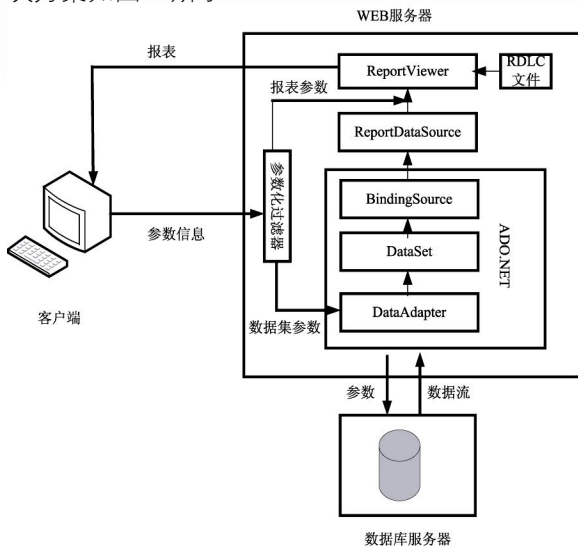 WEB服务器
报表
ReportViewer
RDLC
文件
报表参数
ReportDataSource
参数化过滤器
BindingSource
参数信息
DataSet
ADO.NET
DataAdapter
数据集参数
客户端
参数
数据流
数据库服务器